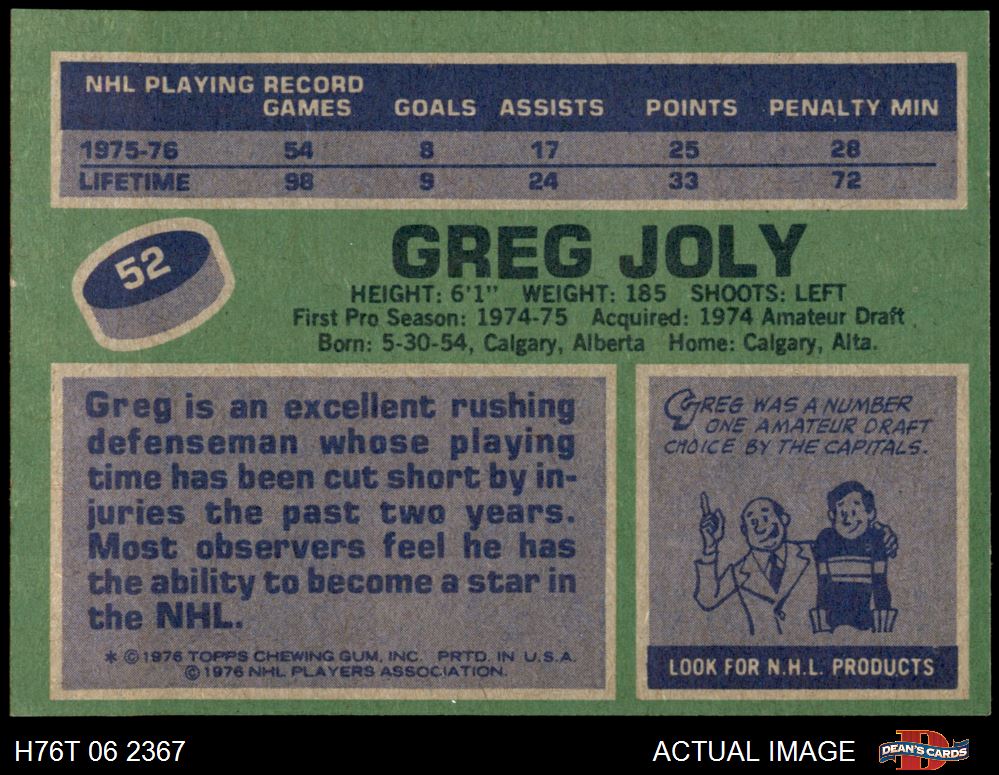 NHL PLAYING RECORD
GAMES GOALS ASSISTS POINTS PENALTY MIN
1975-76 54 8 17 25 28
LIFETIME 98 9 24 33 72
52
GREG JOLY
HEIGHT: 6'1" WEIGHT: 185 SHOOTS: LEFT
First Pro Season: 1974-75 Acquired: 1974 Amateur Draft
Born: 5-30-54, Calgary, Alberta Home: Calgary, Alta.
Greg is an excellent rushing
defenseman whose playing
time has been cut short by in-
juries the past two years.
Most observers feel he has
the ability to become a star in
the NHL.
* © 1976 TOPPS CHEWING GUM, INC. PRTD. IN U.S.A.
© 1976 NHL PLAYERS ASSOCIATION.
GREG WAS A NUMBER
ONE AMATEUR DRAFT
CHOICE BY THE CAPITALS.
LOOK FOR N.H.L. PRODUCTS
H76T 06 2367
ACTUAL IMAGE
D
DEAN'S CARDS